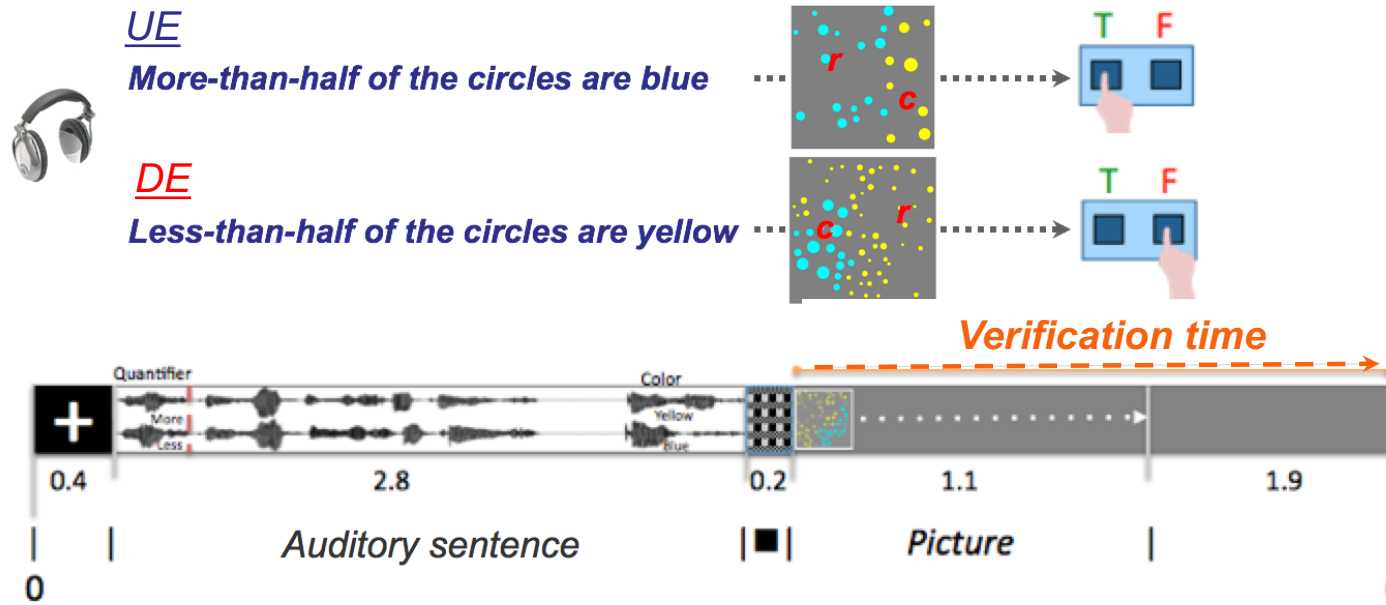 UE
More-than-half of the circles are blue
r
c
T F
DE
Less-than-half of the circles are yellow
c
r
T F
Verification time
Quantifier
Color
More
Yellow
Less
Blue
0.4
2.8
0.2
1.1
1.9
Auditory sentence
Picture
0